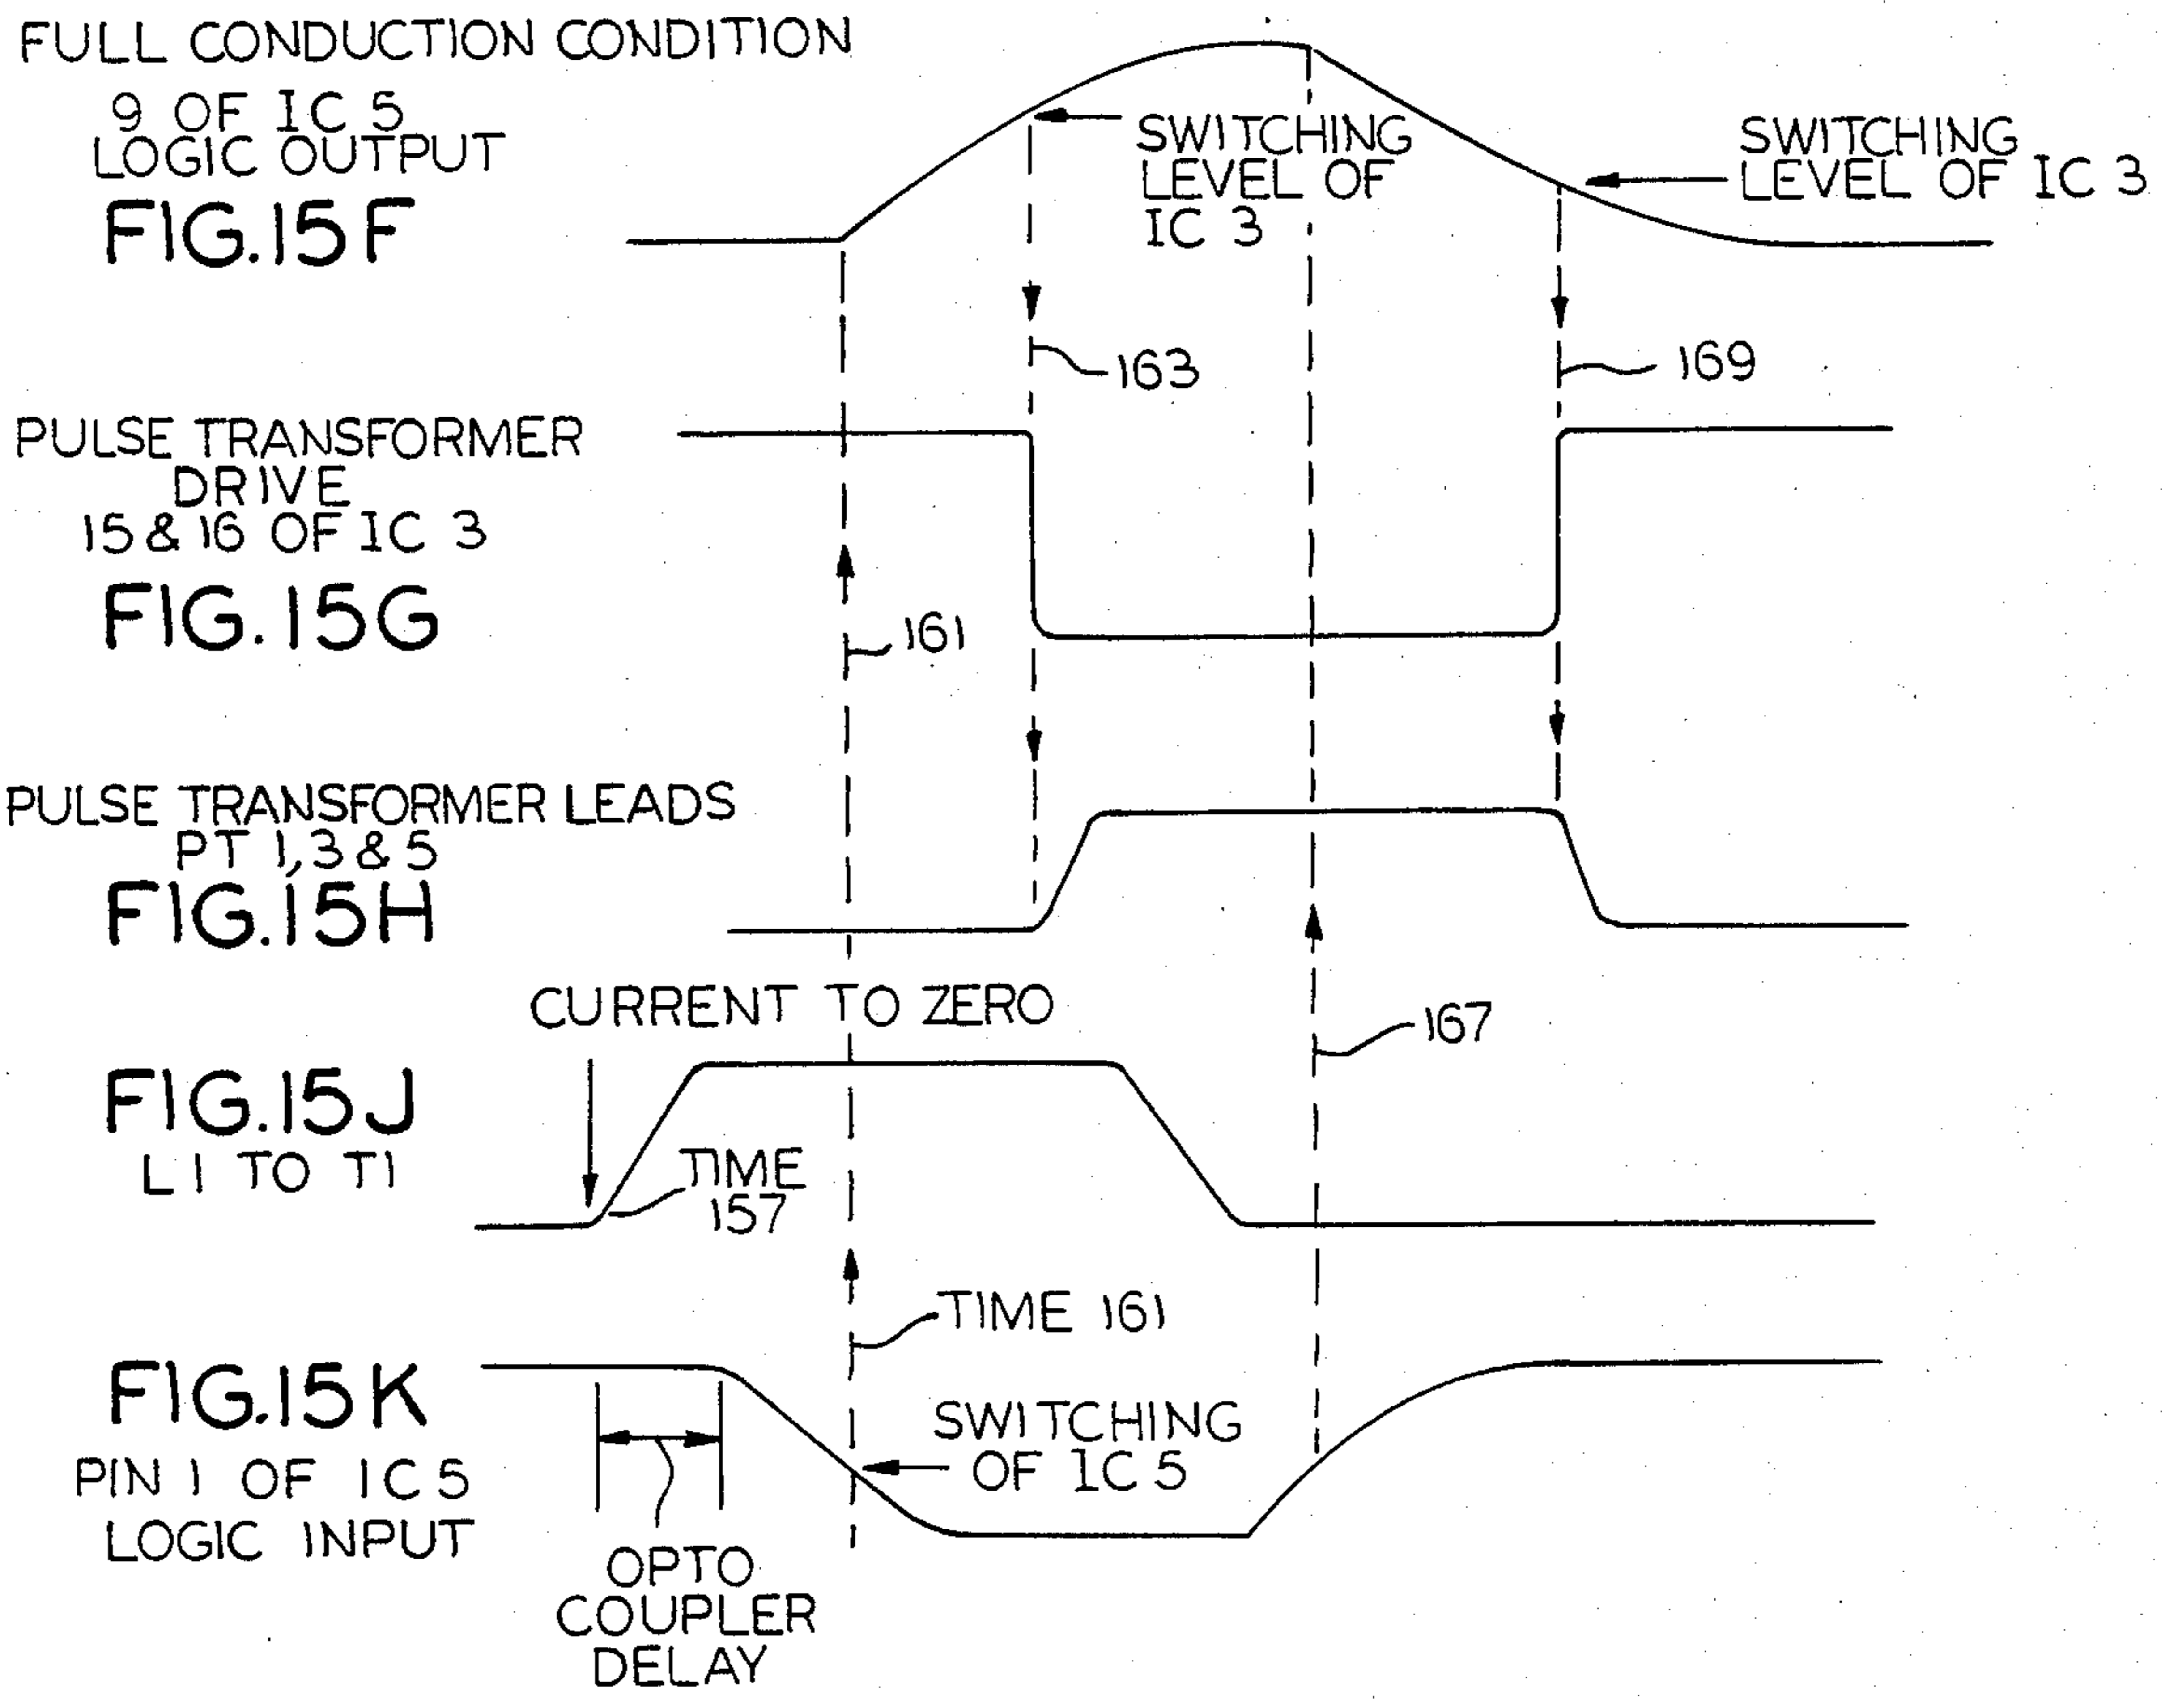 FULL CONDUCTION CONDITION
9 OF IC 5
LOGIC OUTPUT
FIG.15F
SWITCHING
LEVEL OF
IC 3
SWITCHING
LEVEL OF IC 3
163
169
PULSE TRANSFORMER
DRIVE
15 & 16 OF IC 3
FIG.15G
161
PULSE TRANSFORMER LEADS
PT 1,3 & 5
FIG.15H
CURRENT TO ZERO
167
FIG.15J
L1 TO T1
TIME
157
TIME 161
FIG.15K
PIN 1 OF IC 5
LOGIC INPUT
SWITCHING
OF IC 5
OPTO
COUPLER
DELAY